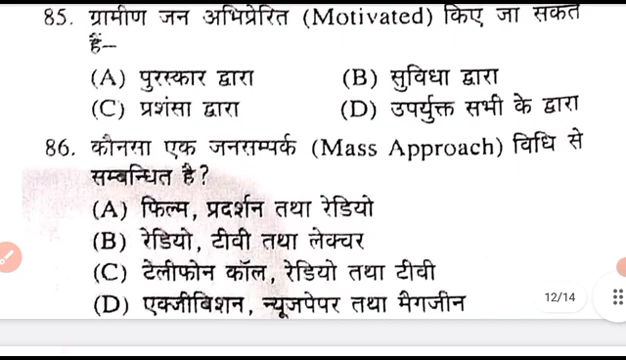 85. ग्रामीण जन अभिप्रेरित (Motivated) किए जा सकते
हैं—
(A) पुरस्कार द्वारा (B) सुविधा द्वारा
(C) प्रशंसा द्वारा (D) उपर्युक्त सभी के द्वारा
86. कौनसा एक जनसम्पर्क (Mass Approach) विधि से
सम्बन्धित है?
(A) फिल्म, प्रदर्शन तथा रेडियो
(B) रेडियो, टीवी तथा लेक्चर
(C) टेलीफोन कॉल, रेडियो तथा टीवी
(D) एक्जीबिशन, न्यूजपेपर तथा मैगजीन
12/14